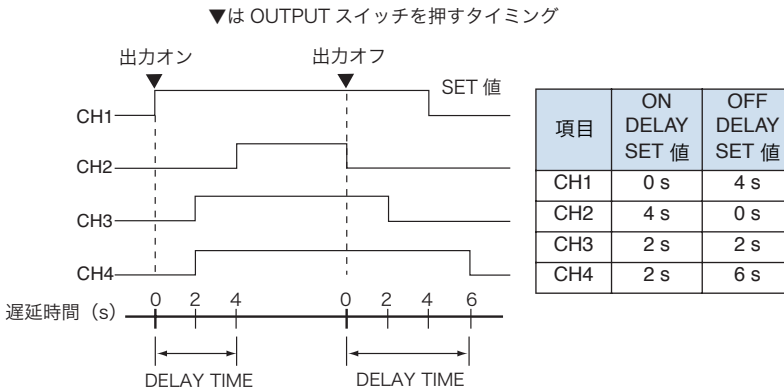 ▼は OUTPUT スイッチを押すタイミング
出力オン 出力オフ
SET 値
CH1
CH2
CH3
CH4
遅延時間（s） 0 2 4 0 2 4 6
DELAY TIME DELAY TIME
項目 ON DELAY SET 値 OFF DELAY SET 値
CH1 0 s 4 s
CH2 4 s 0 s
CH3 2 s 2 s
CH4 2 s 6 s